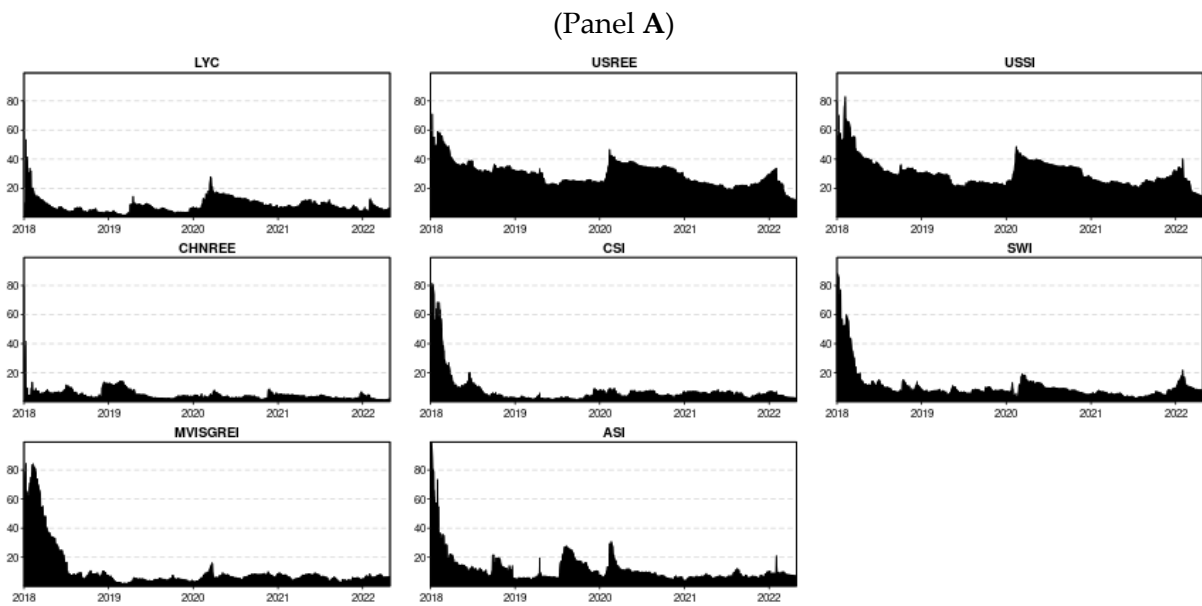 (Panel A)
LYC USREE USSI
80 80 80
60 60 60
40 40 40
20 20 20
2018 2019 2020 2021 2022 2018 2019 2020 2021 2022 2018 2019 2020 2021 2022
CHNREE CSI SWI
80 80 80
60 60 60
40 40 40
20 20 20
2018 2019 2020 2021 2022 2018 2019 2020 2021 2022 2018 2019 2020 2021 2022
MVISGREI ASI
80 80
60 60
40 40
20 20
2018 2019 2020 2021 2022 2018 2019 2020 2021 2022